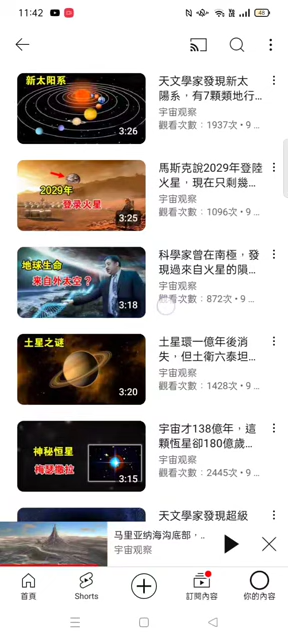 11:42
46
新太阳系
3:26
天文學家發現新太
陽系，有7顆類地行...
宇宙观察
觀看次數：1937次 • 9 ...
2029年
登录火星
3:25
馬斯克說2029年登陸
火星，現在只剩幾...
宇宙观察
觀看次數：1096次 • 9 ...
地球生命
来自外太空？
3:18
科學家曾在南極，發
現過來自火星的隕...
宇宙观察
觀看次數：872次 • 9 ...
土星之谜
3:20
土星環一億年後消
失，但土衛六泰坦...
宇宙观察
觀看次數：1428次 • 9 ...
神秘恒星
梅瑟撒拉
3:15
宇宙才138億年，這
顆恆星卻180億歲...
宇宙观察
觀看次數：2445次 • 9 ...
天文學家發現超級
马里亚纳海沟底部，..
宇宙观察
首頁
Shorts
訂閱內容
你的內容